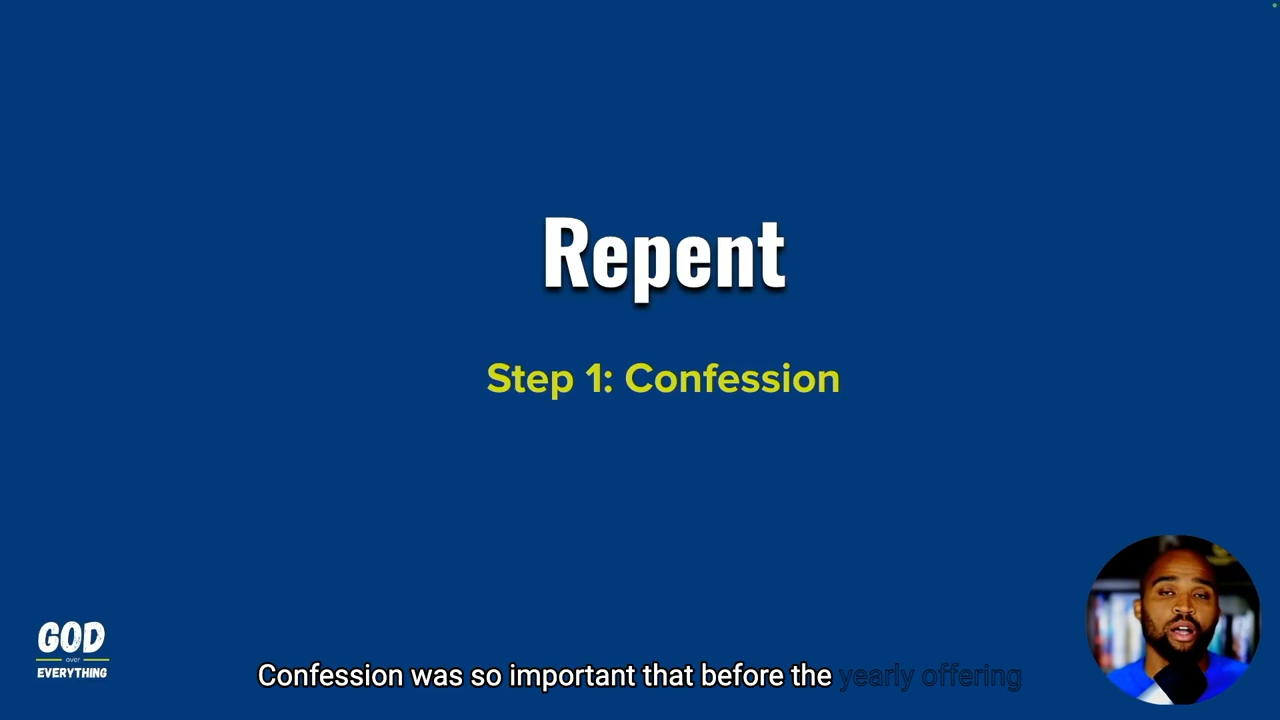 Repent
Step 1: Confession
GOD
over
EVERYTHING
Confession was so important that before the yearly offering